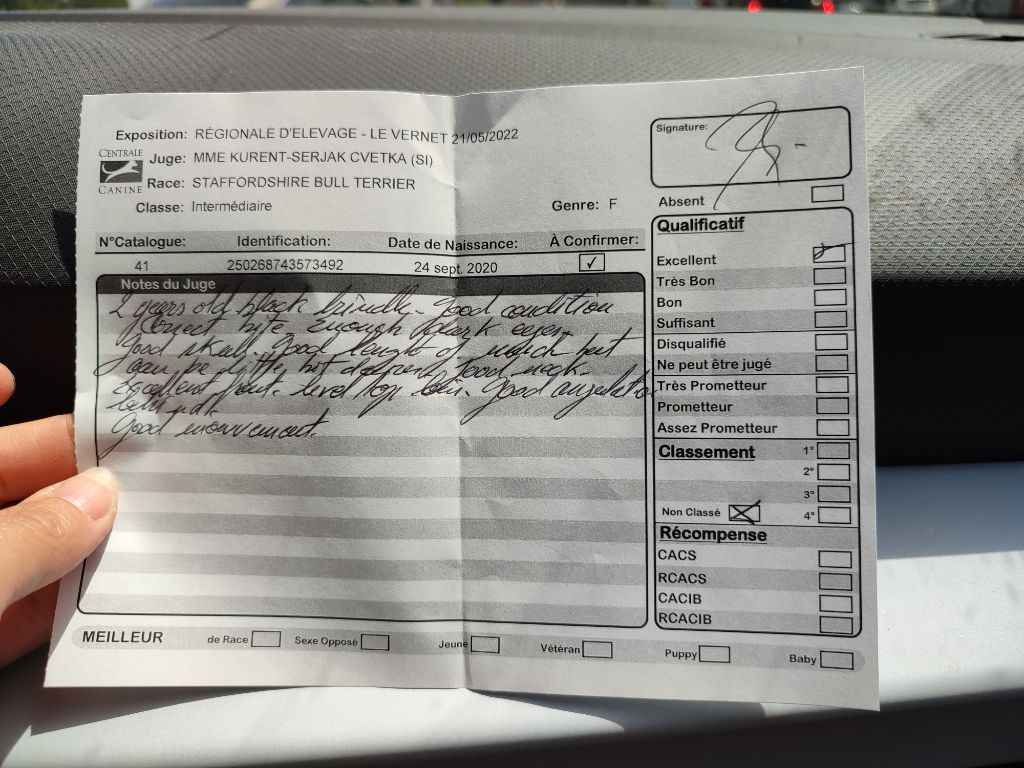 Exposition: RÉGIONALE D'ELEVAGE - LE VERNET 21/05/2022
CENTRALE
CANINE
Juge: MME KURENT-SERJAK CVETKA (SI)
Race: STAFFORDSHIRE BULL TERRIER
Classe: Intermédiaire
Genre: F
N°Catalogue: Identification: Date de Naissance: À Confirmer:
41 250268743573492 24 sept. 2020 ✓
Notes du Juge
2 years old black brindle. Good condition
Correct bite enough dark eyes.
Good skull. Good lenght of but
can be little bit Good neck.
Excellent front. level top line. Good angulation
Good mouvement.
Signature:
Absent
Qualificatif
Excellent
Très Bon
Bon
Suffisant
Disqualifié
Ne peut être jugé
Très Prometteur
Prometteur
Assez Prometteur
Classement 1°
2°
3°
Non Classé 4°
Récompense
CACS
RCACS
CACIB
RCACIB
MEILLEUR de Race Sexe Opposé Jeune Vétéran Puppy Baby